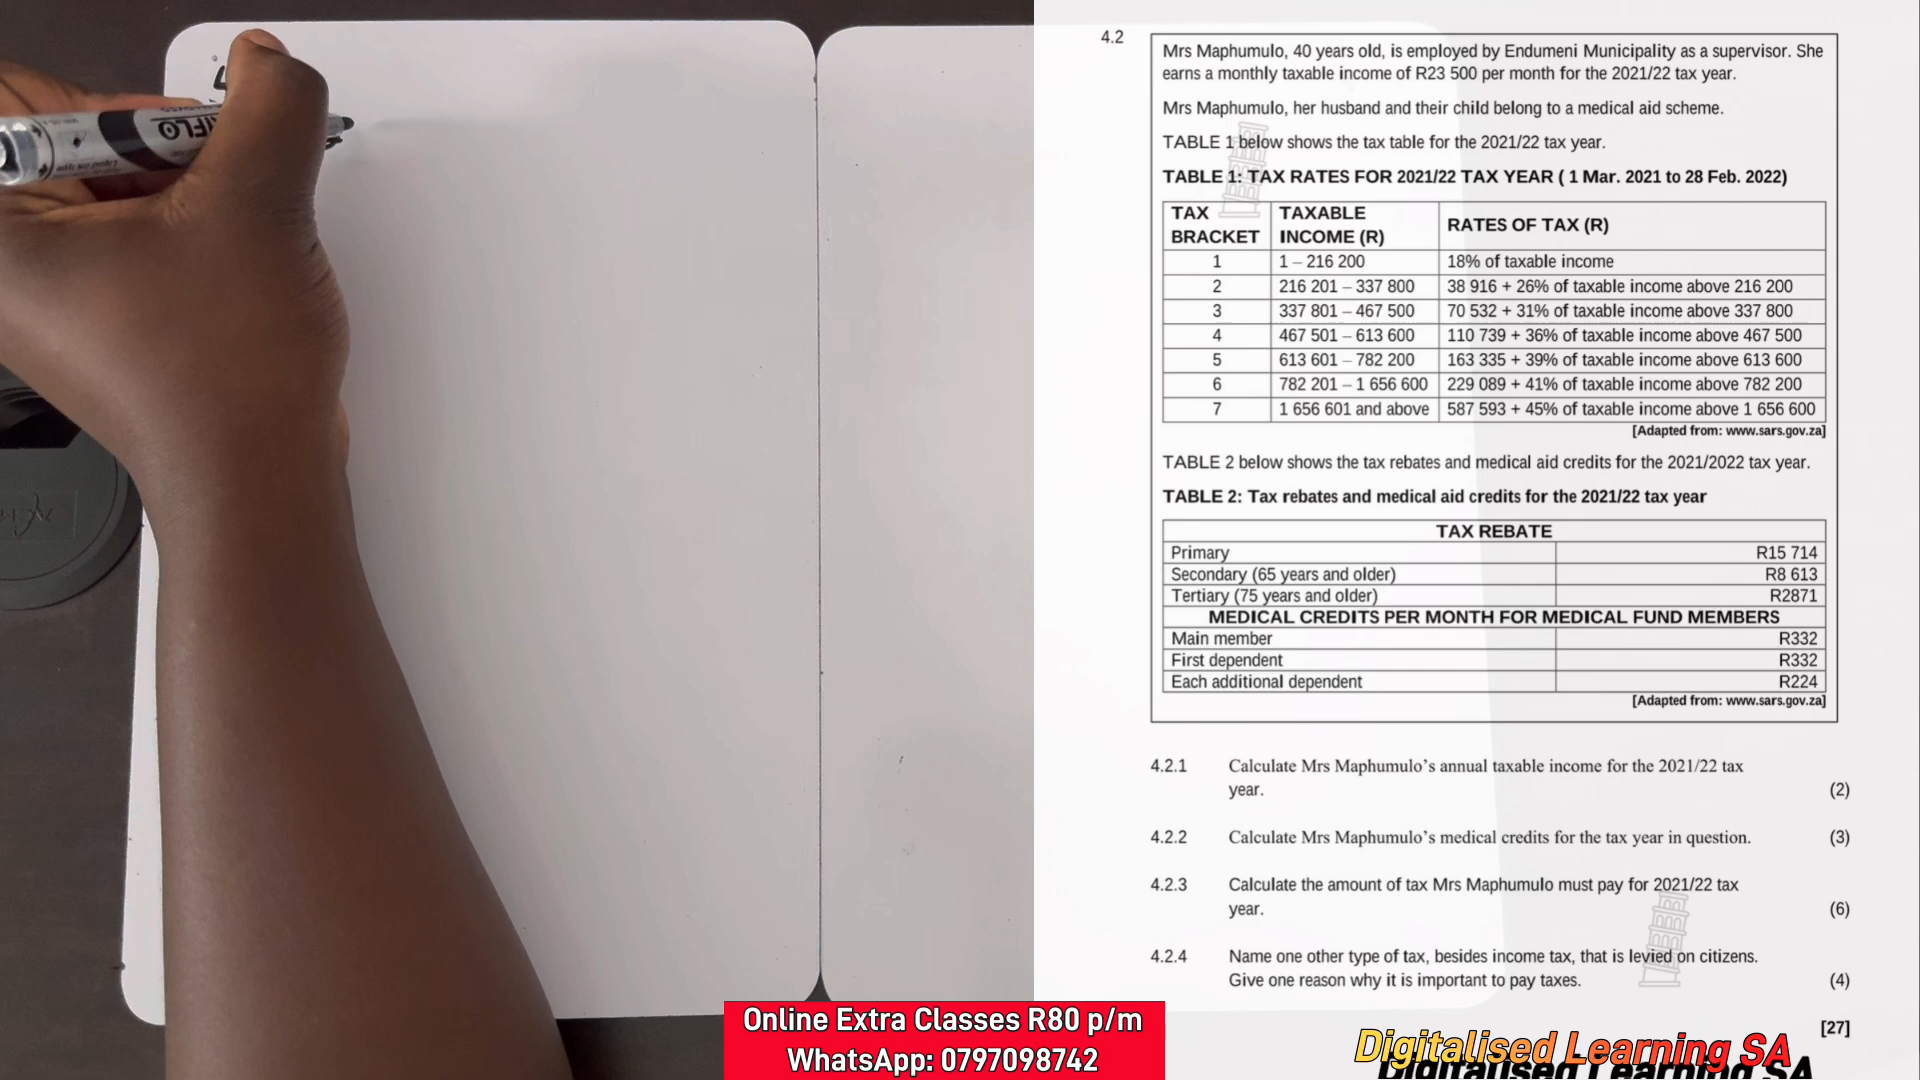 4.2
Mrs Maphumulo, 40 years old, is employed by Endumeni Municipality as a supervisor. She
earns a monthly taxable income of R23 500 per month for the 2021/22 tax year.
Mrs Maphumulo, her husband and their child belong to a medical aid scheme.
TABLE 1 below shows the tax table for the 2021/22 tax year.
TABLE 1: TAX RATES FOR 2021/22 TAX YEAR ( 1 Mar. 2021 to 28 Feb. 2022)
TAX BRACKET TAXABLE INCOME (R) RATES OF TAX (R)
1 1 – 216 200 18% of taxable income
2 216 201 – 337 800 38 916 + 26% of taxable income above 216 200
3 337 801 – 467 500 70 532 + 31% of taxable income above 337 800
4 467 501 – 613 600 110 739 + 36% of taxable income above 467 500
5 613 601 – 782 200 163 335 + 39% of taxable income above 613 600
6 782 201 – 1 656 600 229 089 + 41% of taxable income above 782 200
7 1 656 601 and above 587 593 + 45% of taxable income above 1 656 600
[Adapted from: www.sars.gov.za]
TABLE 2 below shows the tax rebates and medical aid credits for the 2021/2022 tax year.
TABLE 2: Tax rebates and medical aid credits for the 2021/22 tax year
TAX REBATE
Primary R15 714
Secondary (65 years and older) R8 613
Tertiary (75 years and older) R2871
MEDICAL CREDITS PER MONTH FOR MEDICAL FUND MEMBERS
Main member R332
First dependent R332
Each additional dependent R224
[Adapted from: www.sars.gov.za]
4.2.1 Calculate Mrs Maphumulo's annual taxable income for the 2021/22 tax
year. (2)
4.2.2 Calculate Mrs Maphumulo's medical credits for the tax year in question. (3)
4.2.3 Calculate the amount of tax Mrs Maphumulo must pay for 2021/22 tax
year. (6)
4.2.4 Name one other type of tax, besides income tax, that is levied on citizens.
Give one reason why it is important to pay taxes. (4)
[27]
Online Extra Classes R80 p/m
WhatsApp: 0797098742
Digitalised Learning SA
Digitalised Learning SA